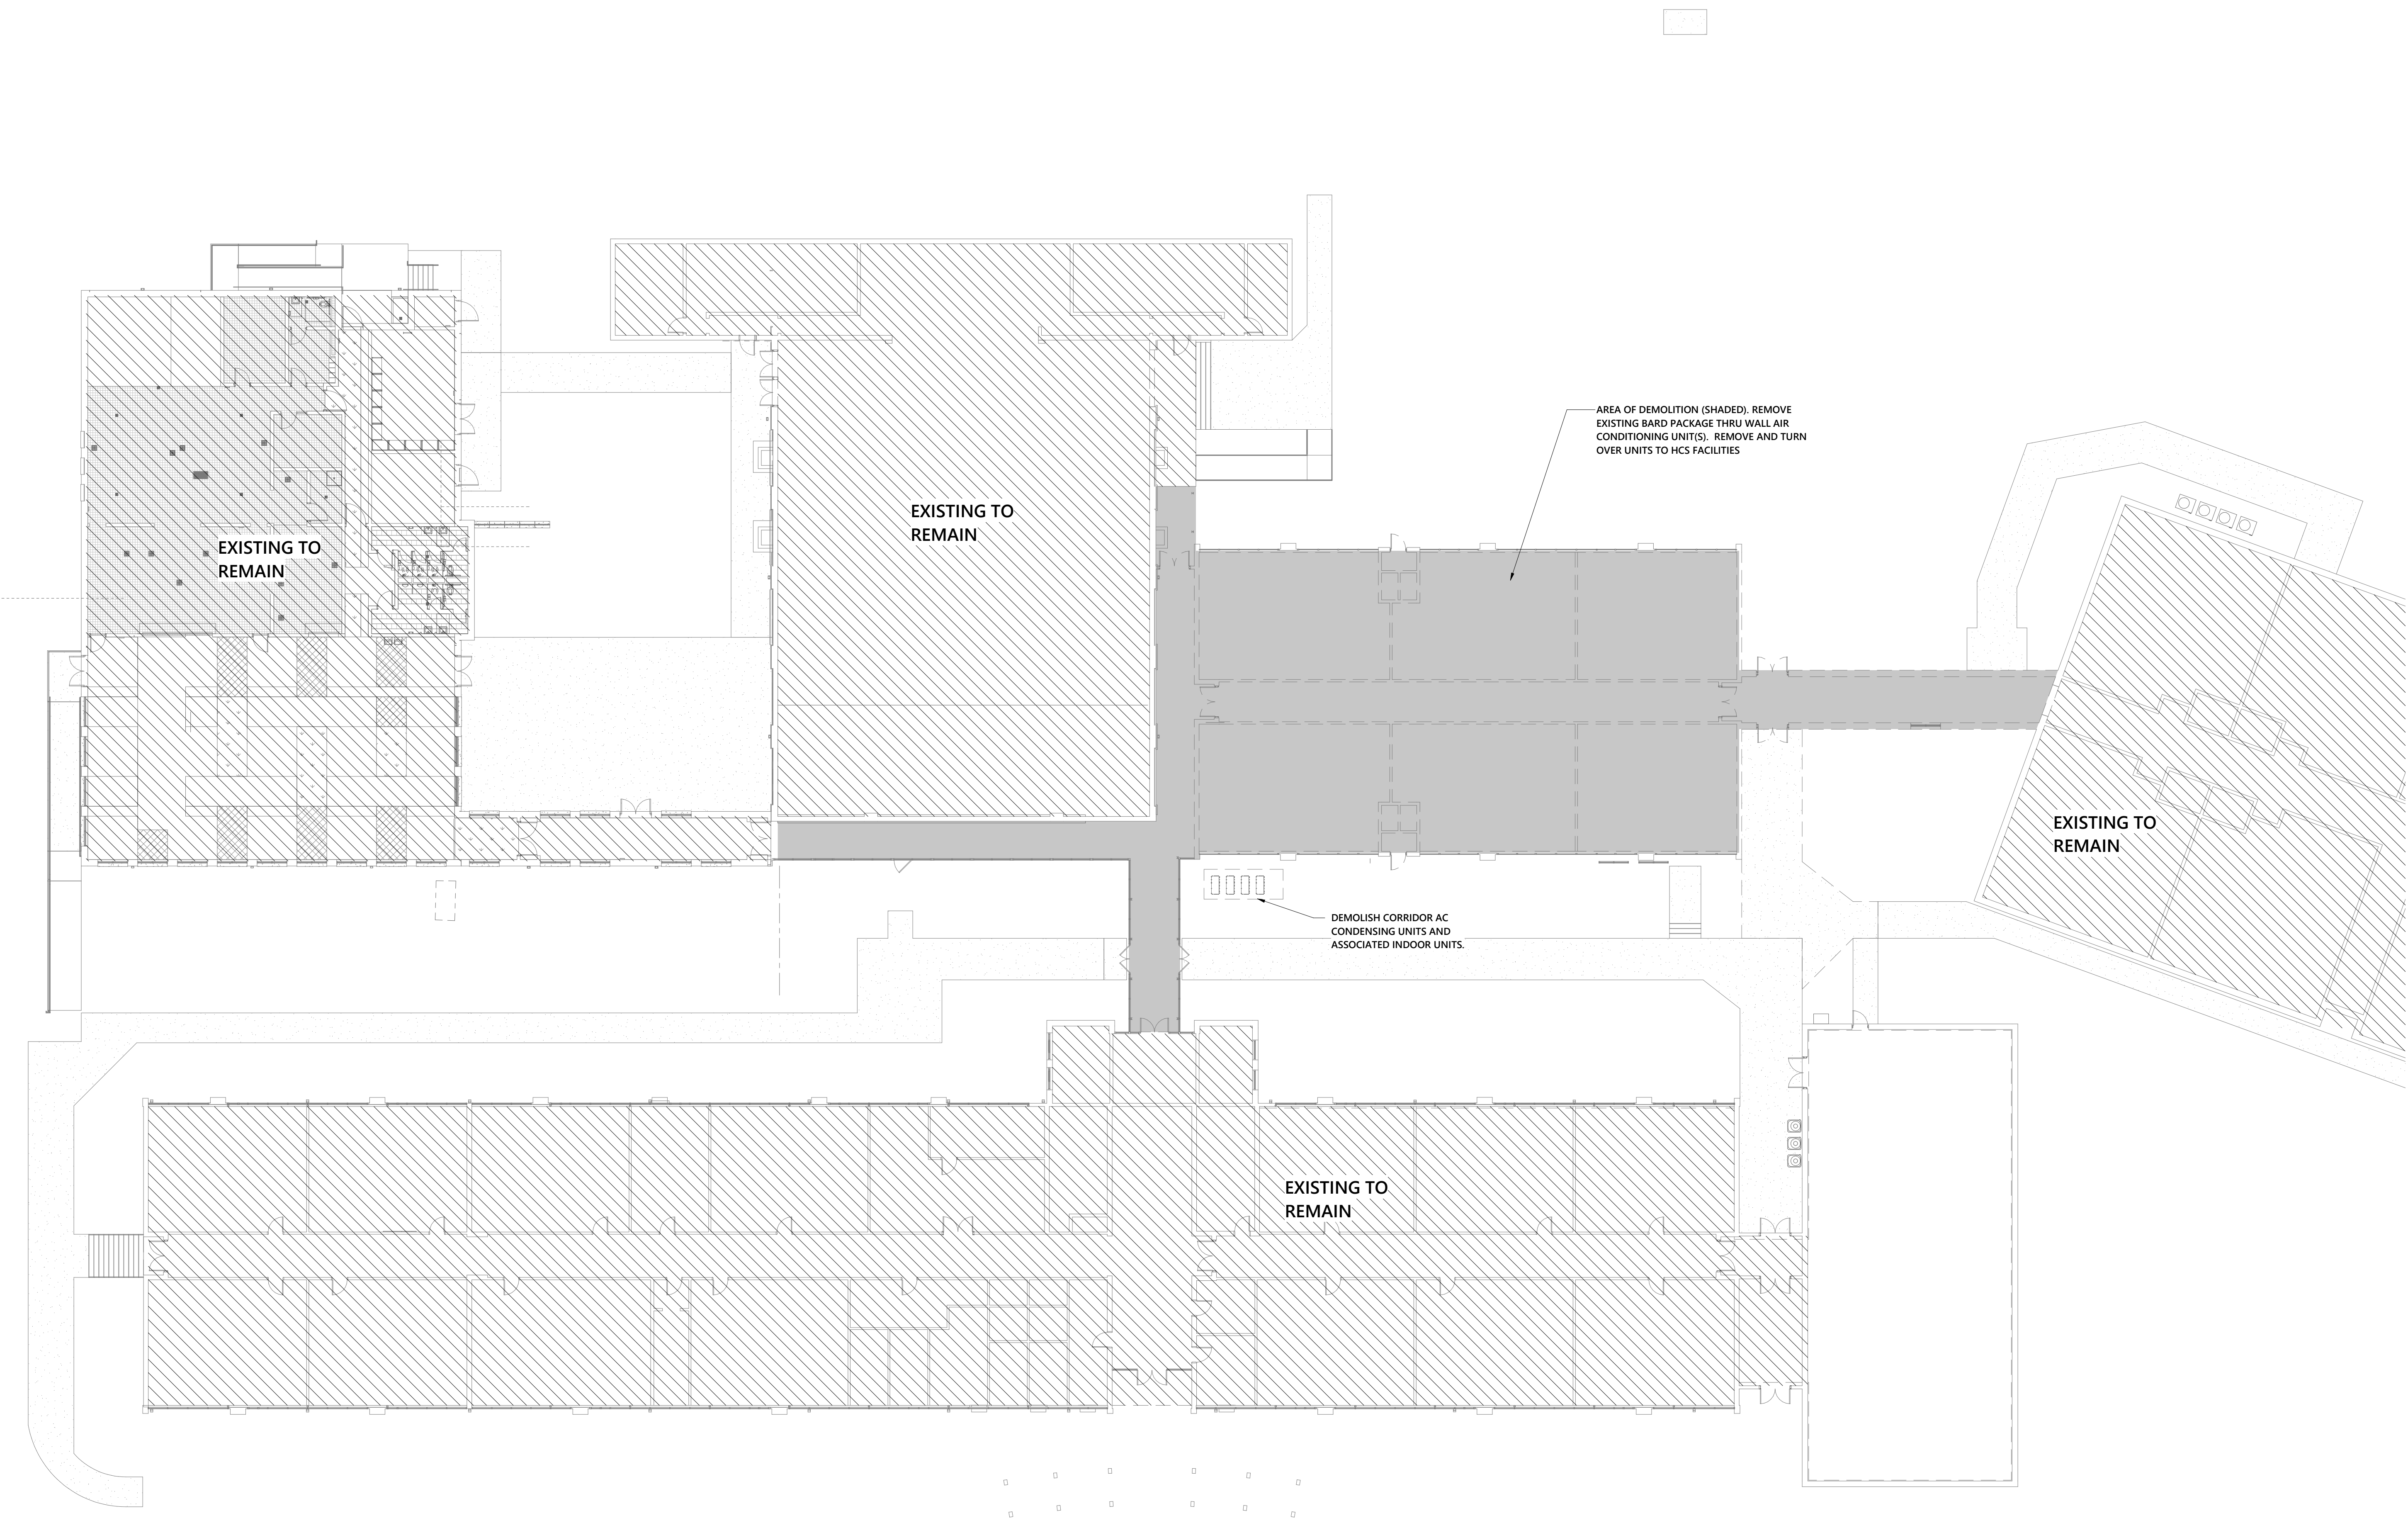 AREA OF DEMOLITION (SHADED). REMOVE
EXISTING BARD PACKAGE THRU WALL AIR
CONDITIONING UNIT(S). REMOVE AND TURN
OVER UNITS TO HCS FACILITIES
EXISTING TO
REMAIN
EXISTING TO
REMAIN
EXISTING TO
REMAIN
DEMOLISH CORRIDOR AC
CONDENSING UNITS AND
ASSOCIATED INDOOR UNITS.
EXISTING TO
REMAIN